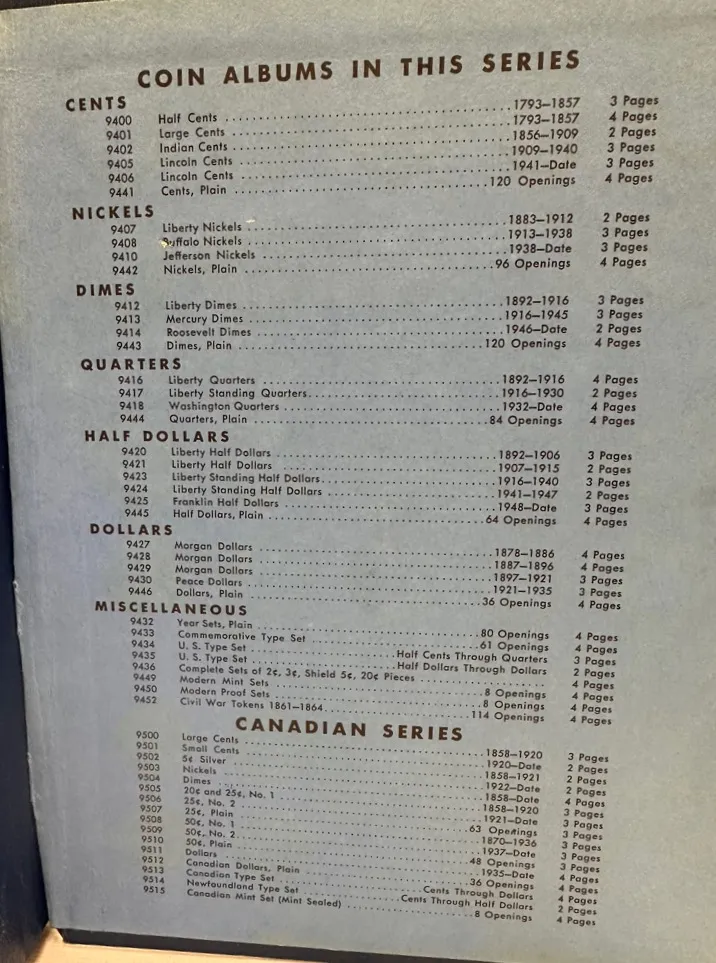 COIN ALBUMS IN THIS SERIES
CENTS
9400 Half Cents 1793–1857 3 Pages
9401 Large Cents 1793–1857 4 Pages
9402 Indian Cents 1856–1909 2 Pages
9405 Lincoln Cents 1909–1940 3 Pages
9406 Lincoln Cents 1941–Date 3 Pages
9441 Cents, Plain 120 Openings 4 Pages
NICKELS
9407 Liberty Nickels 1883–1912 2 Pages
9408 Buffalo Nickels 1913–1938 3 Pages
9410 Jefferson Nickels 1938–Date 3 Pages
9442 Nickels, Plain 96 Openings 4 Pages
DIMES
9412 Liberty Dimes 1892–1916 3 Pages
9413 Mercury Dimes 1916–1945 3 Pages
9414 Roosevelt Dimes 1946–Date 2 Pages
9443 Dimes, Plain 120 Openings 4 Pages
QUARTERS
9416 Liberty Quarters 1892–1916 4 Pages
9417 Liberty Standing Quarters 1916–1930 2 Pages
9418 Washington Quarters 1932–Date 4 Pages
9444 Quarters, Plain 84 Openings 4 Pages
HALF DOLLARS
9420 Liberty Half Dollars 1892–1906 3 Pages
9421 Liberty Half Dollars 1907–1915 2 Pages
9423 Liberty Standing Half Dollars 1916–1940 3 Pages
9424 Liberty Standing Half Dollars 1941–1947 2 Pages
9425 Franklin Half Dollars 1948–Date 3 Pages
9445 Half Dollars, Plain 64 Openings 4 Pages
DOLLARS
9427 Morgan Dollars 1878–1886 4 Pages
9428 Morgan Dollars 1887–1896 4 Pages
9429 Morgan Dollars 1897–1921 3 Pages
9430 Peace Dollars 1921–1935 3 Pages
9446 Dollars, Plain 36 Openings 4 Pages
MISCELLANEOUS
9432 Year Sets, Plain 80 Openings 4 Pages
9433 Commemorative Type Set 61 Openings 4 Pages
9434 U. S. Type Set Half Cents Through Quarters 3 Pages
9435 U. S. Type Set Half Dollars Through Dollars 2 Pages
9436 Complete Sets of 2¢, 3¢, Shield 5¢, 20¢ Pieces 4 Pages
9449 Modern Mint Sets 8 Openings 4 Pages
9450 Modern Proof Sets 8 Openings 4 Pages
9452 Civil War Tokens 1861–1864 114 Openings 4 Pages
CANADIAN SERIES
9500 Large Cents 1858–1920 3 Pages
9501 Small Cents 1920–Date 2 Pages
9502 5¢ Silver 1858–1921 2 Pages
9503 Nickels 1922–Date 2 Pages
9504 Dimes 1858–Date 4 Pages
9505 20¢ and 25¢, No. 1 1858–1920 3 Pages
9506 25¢, No. 2 1921–Date 3 Pages
9507 25¢, Plain 63 Openings 3 Pages
9508 50¢, No. 1 1870–1936 3 Pages
9509 50¢, No. 2 1937–Date 3 Pages
9510 50¢, Plain 48 Openings 3 Pages
9511 Dollars 1935–Date 4 Pages
9512 Canadian Dollars, Plain 36 Openings 4 Pages
9513 Canadian Type Set Cents Through Dollars 4 Pages
9514 Newfoundland Type Set Cents Through Half Dollars 2 Pages
9515 Canadian Mint Set (Mint Sealed) 8 Openings 4 Pages